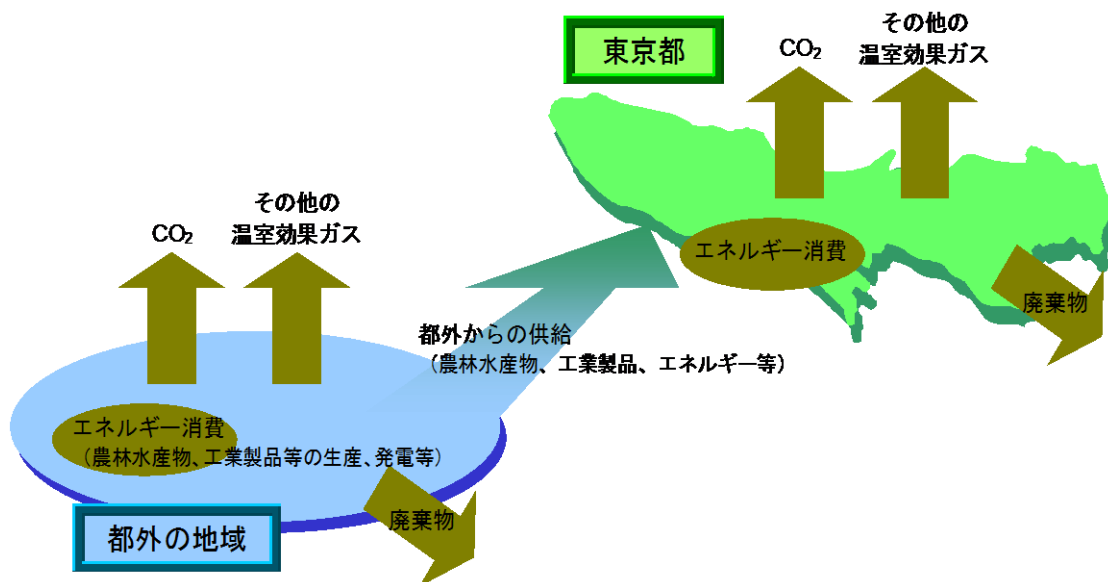 東京都
CO₂
その他の
温室効果ガス
エネルギー消費
廃棄物
CO₂
その他の
温室効果ガス
都外からの供給
（農林水産物、工業製品、エネルギー等）
エネルギー消費
（農林水産物、工業製品等の生産、発電等）
廃棄物
都外の地域